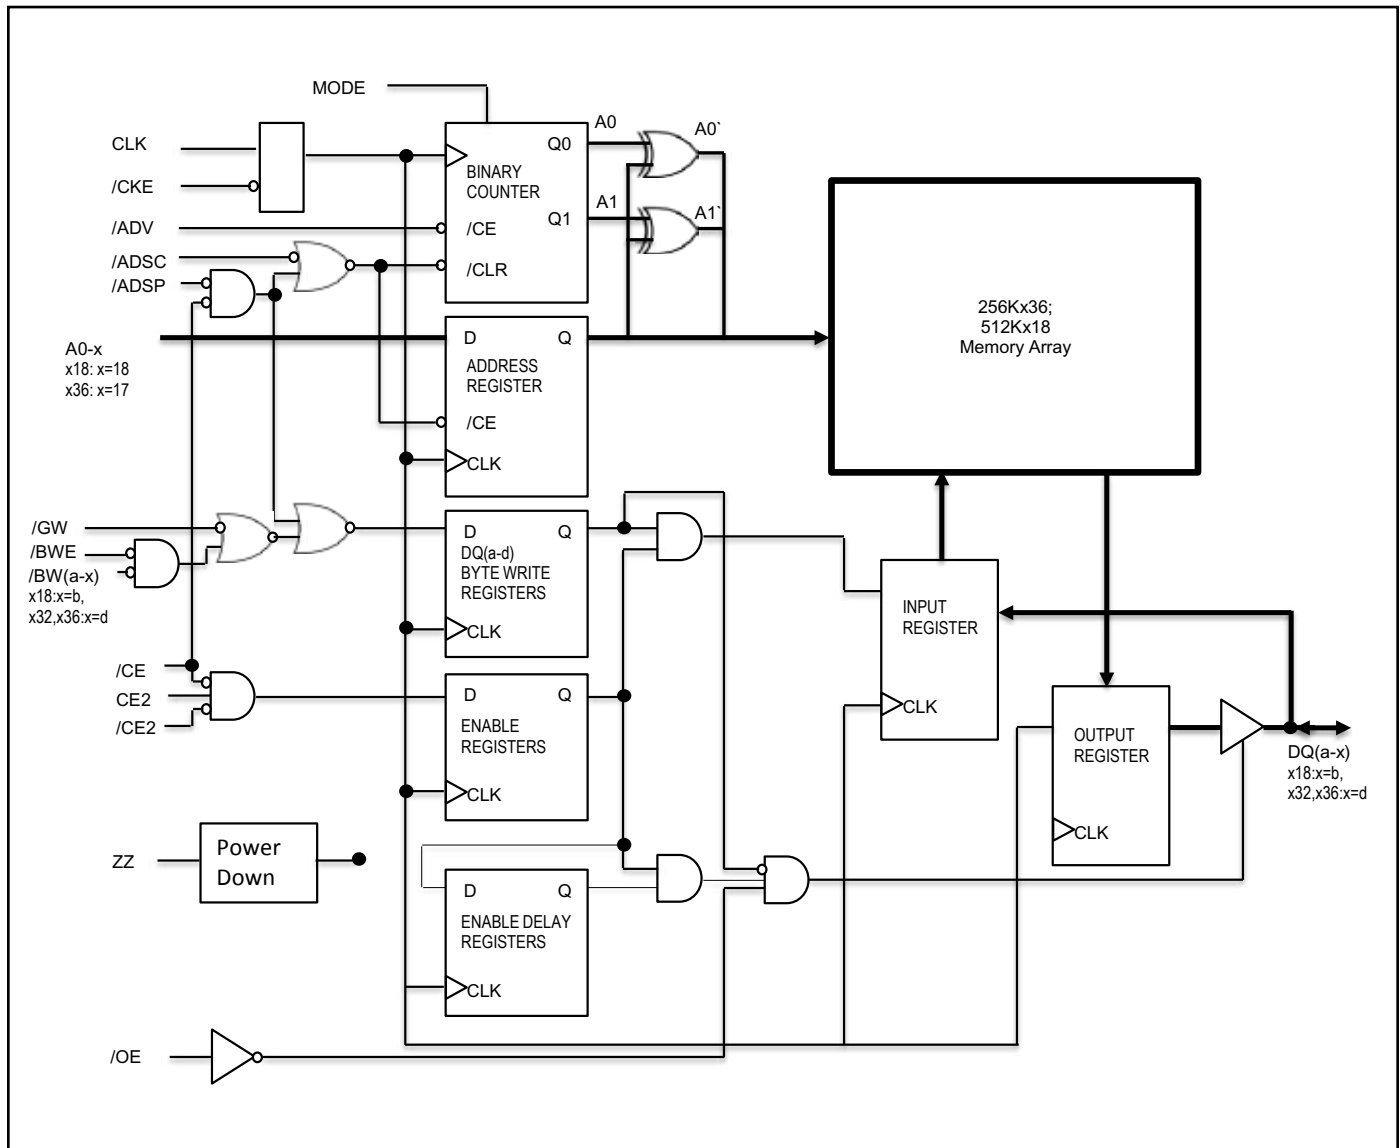 MODE
CLK
/CKE
/ADV
/ADSC
/ADSP
A0-x
x18: x=18
x36: x=17
/GW
/BWE
/BW(a-x)
x18:x=b,
x32,x36:x=d
/CE
CE2
/CE2
ZZ
Power
Down
/OE
Q0
BINARY
COUNTER
Q1
/CE
/CLR
A0
A0`
A1
A1`
D Q
ADDRESS
REGISTER
/CE
CLK
D Q
DQ(a-d)
BYTE WRITE
REGISTERS
CLK
D Q
ENABLE
REGISTERS
CLK
D Q
ENABLE DELAY
REGISTERS
CLK
256Kx36;
512Kx18
Memory Array
INPUT
REGISTER
CLK
OUTPUT
REGISTER
CLK
DQ(a-x)
x18:x=b,
x32,x36:x=d